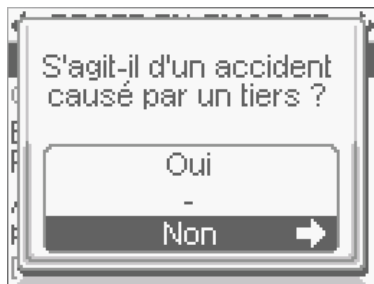 S'agit-il d'un accident
causé par un tiers ?
Oui
-
Non